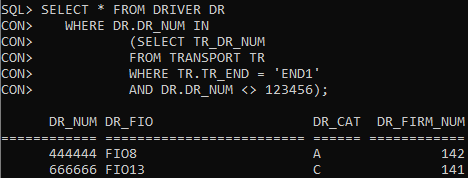 SQL> SELECT * FROM DRIVER DR
CON>    WHERE DR.DR_NUM IN
CON>            (SELECT TR_DR_NUM
CON>            FROM TRANSPORT TR
CON>            WHERE TR.TR_END = 'END1'
CON>            AND DR.DR_NUM <> 123456);
DR_NUM DR_FIO DR_CAT DR_FIRM_NUM
============ ============================== ====== ============
444444 FIO8 A 142
666666 FIO13 C 141